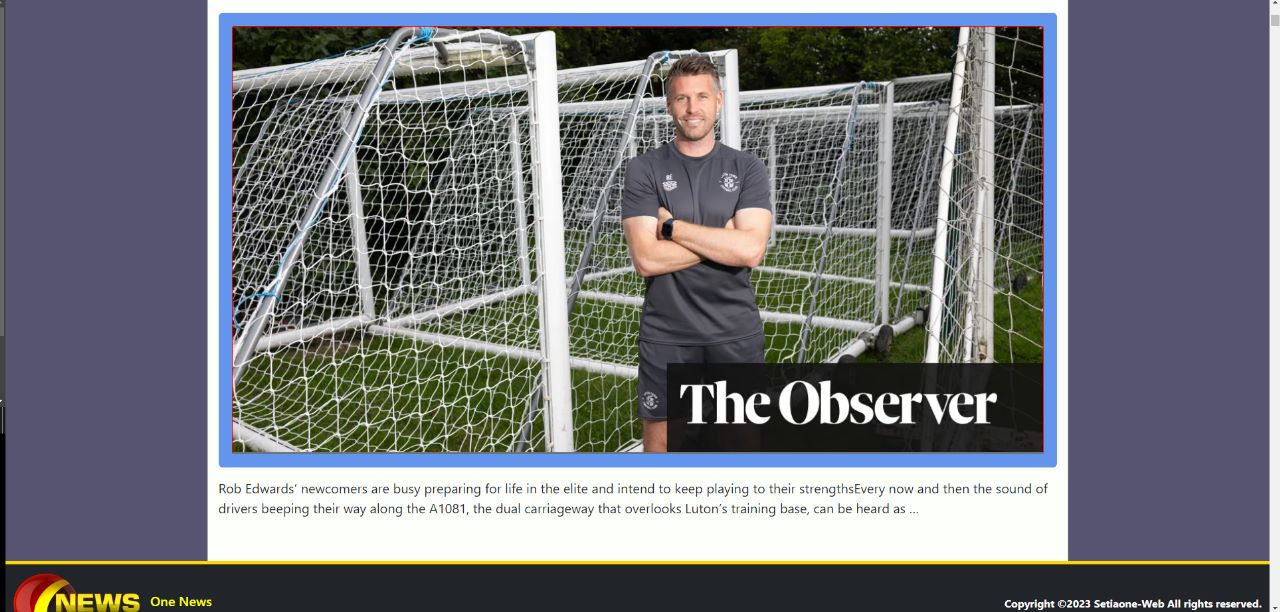 RE
The Observer
Rob Edwards’ newcomers are busy preparing for life in the elite and intend to keep playing to their strengthsEvery now and then the sound of
drivers beeping their way along the A1081, the dual carriageway that overlooks Luton’s training base, can be heard as ...
NEWS One News
Copyright ©2023 Setiaone-Web All rights reserved.